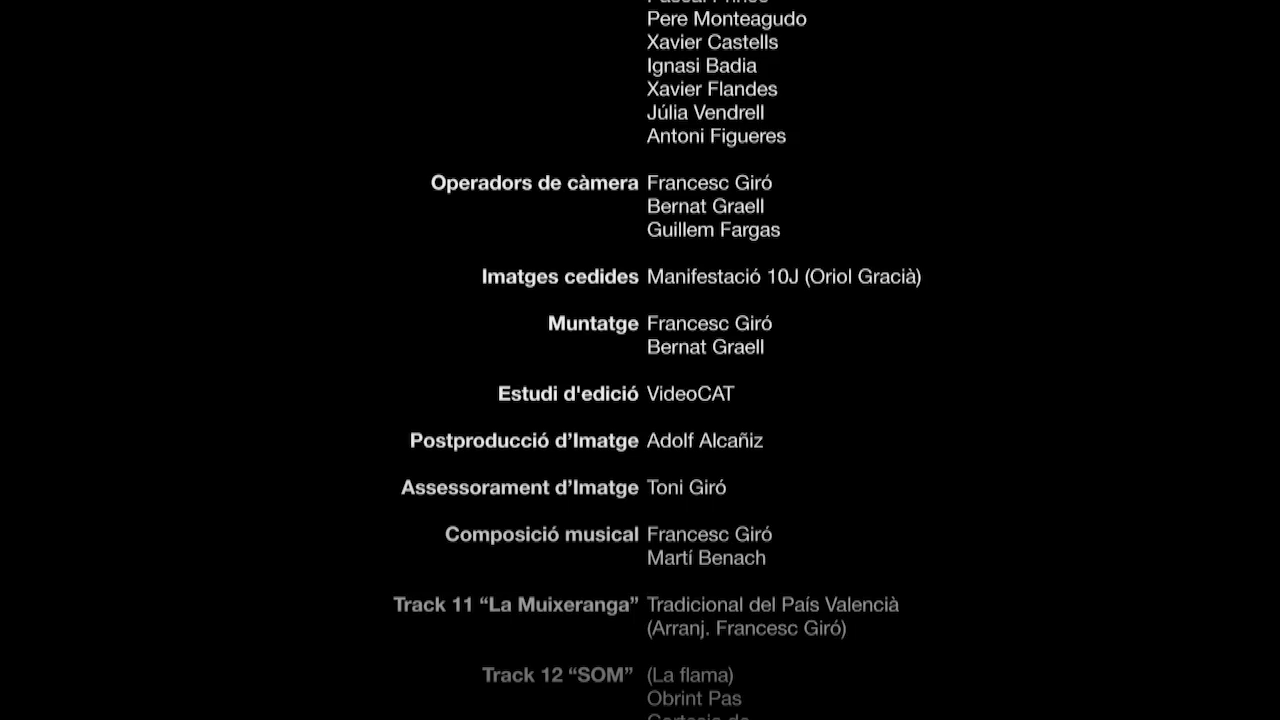 Pere Monteagudo
Xavier Castells
Ignasi Badia
Xavier Flandes
Júlia Vendrell
Antoni Figueres
Operadors de càmera Francesc Giró
Bernat Graell
Guillem Fargas
Imatges cedides Manifestació 10J (Oriol Gracià)
Muntatge Francesc Giró
Bernat Graell
Estudi d'edició VideoCAT
Postproducció d’Imatge Adolf Alcañiz
Assessorament d’Imatge Toni Giró
Composició musical Francesc Giró
Martí Benach
Track 11 “La Muixeranga” Tradicional del País Valencià
(Arranj. Francesc Giró)
Track 12 “SOM” (La flama)
Obrint Pas